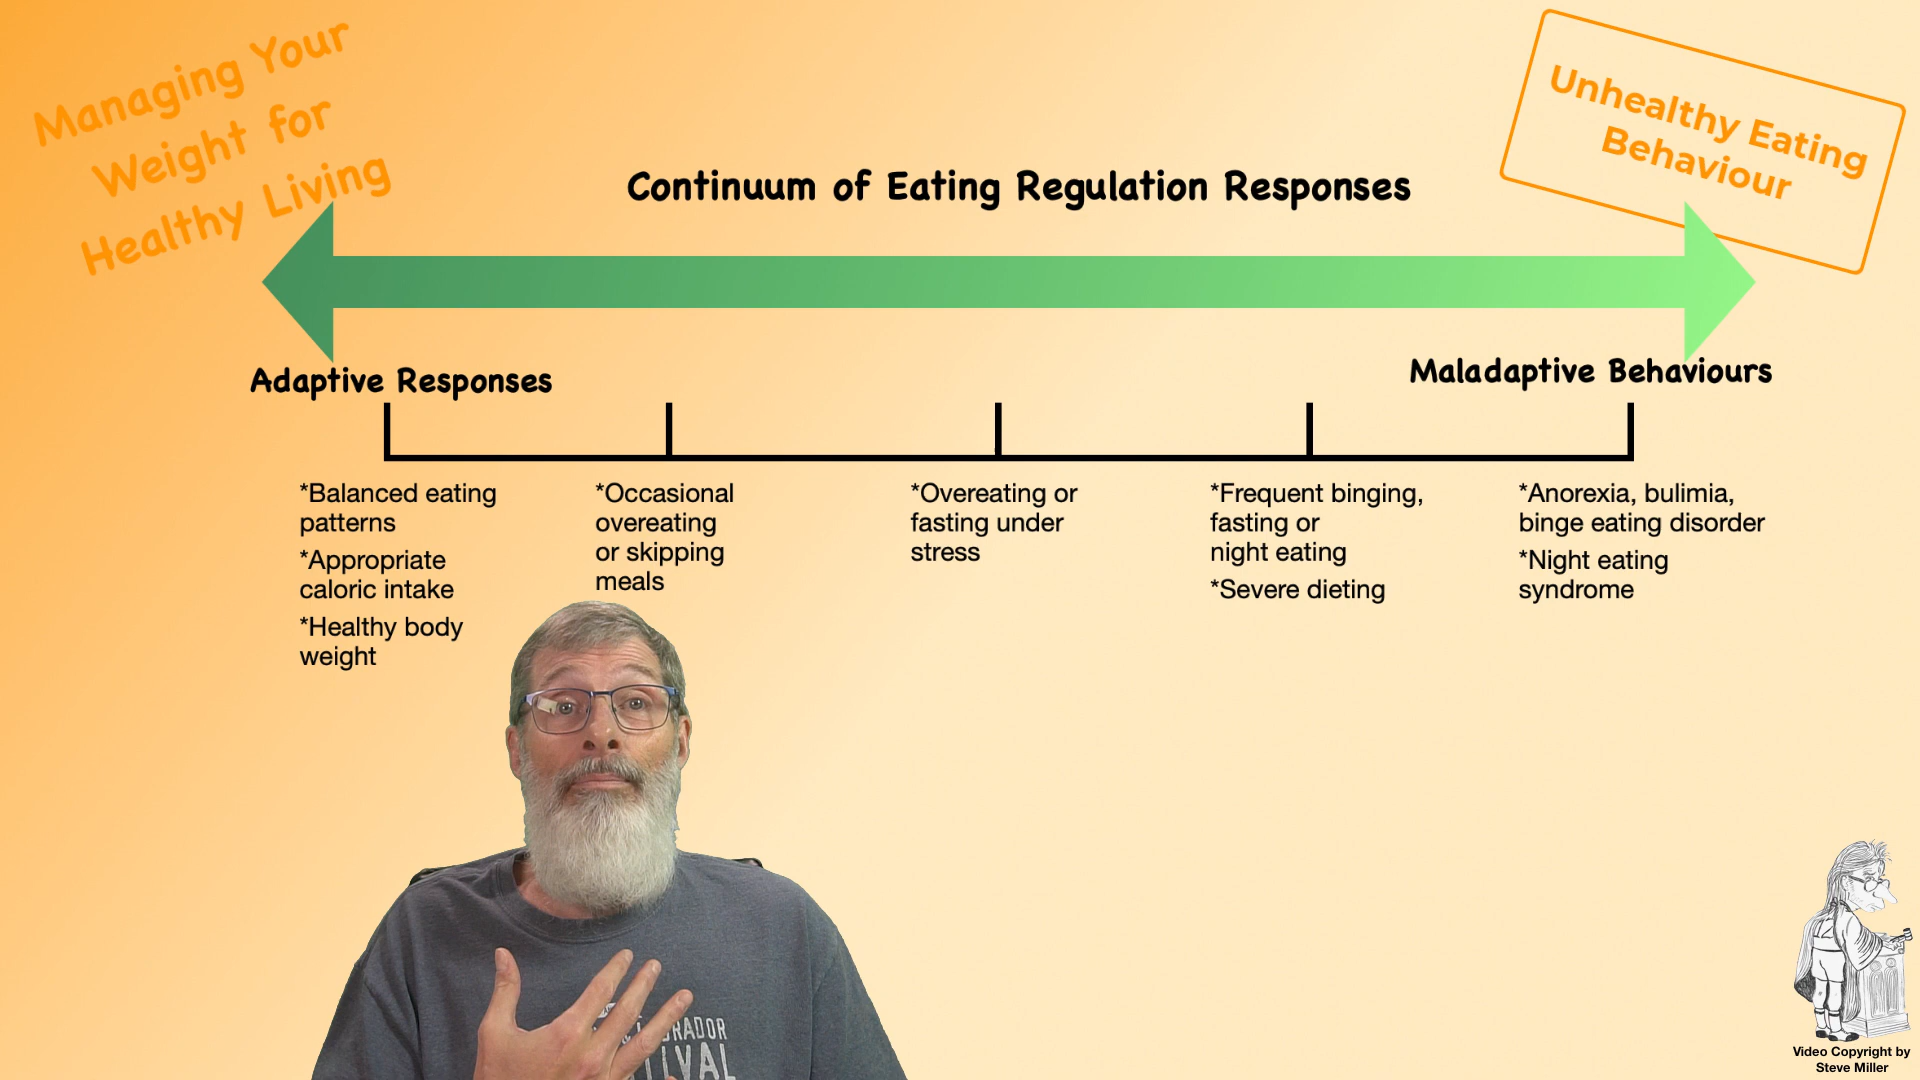 Managing Your
Weight for
Healthy Living
Unhealthy Eating
Behaviour
Continuum of Eating Regulation Responses
Adaptive Responses
Maladaptive Behaviours
*Balanced eating
patterns
*Appropriate
caloric intake
*Healthy body
weight
*Occasional
overeating
or skipping
meals
*Overeating or
fasting under
stress
*Frequent binging,
fasting or
night eating
*Severe dieting
*Anorexia, bulimia,
binge eating disorder
*Night eating
syndrome
Video Copyright by
Steve Miller